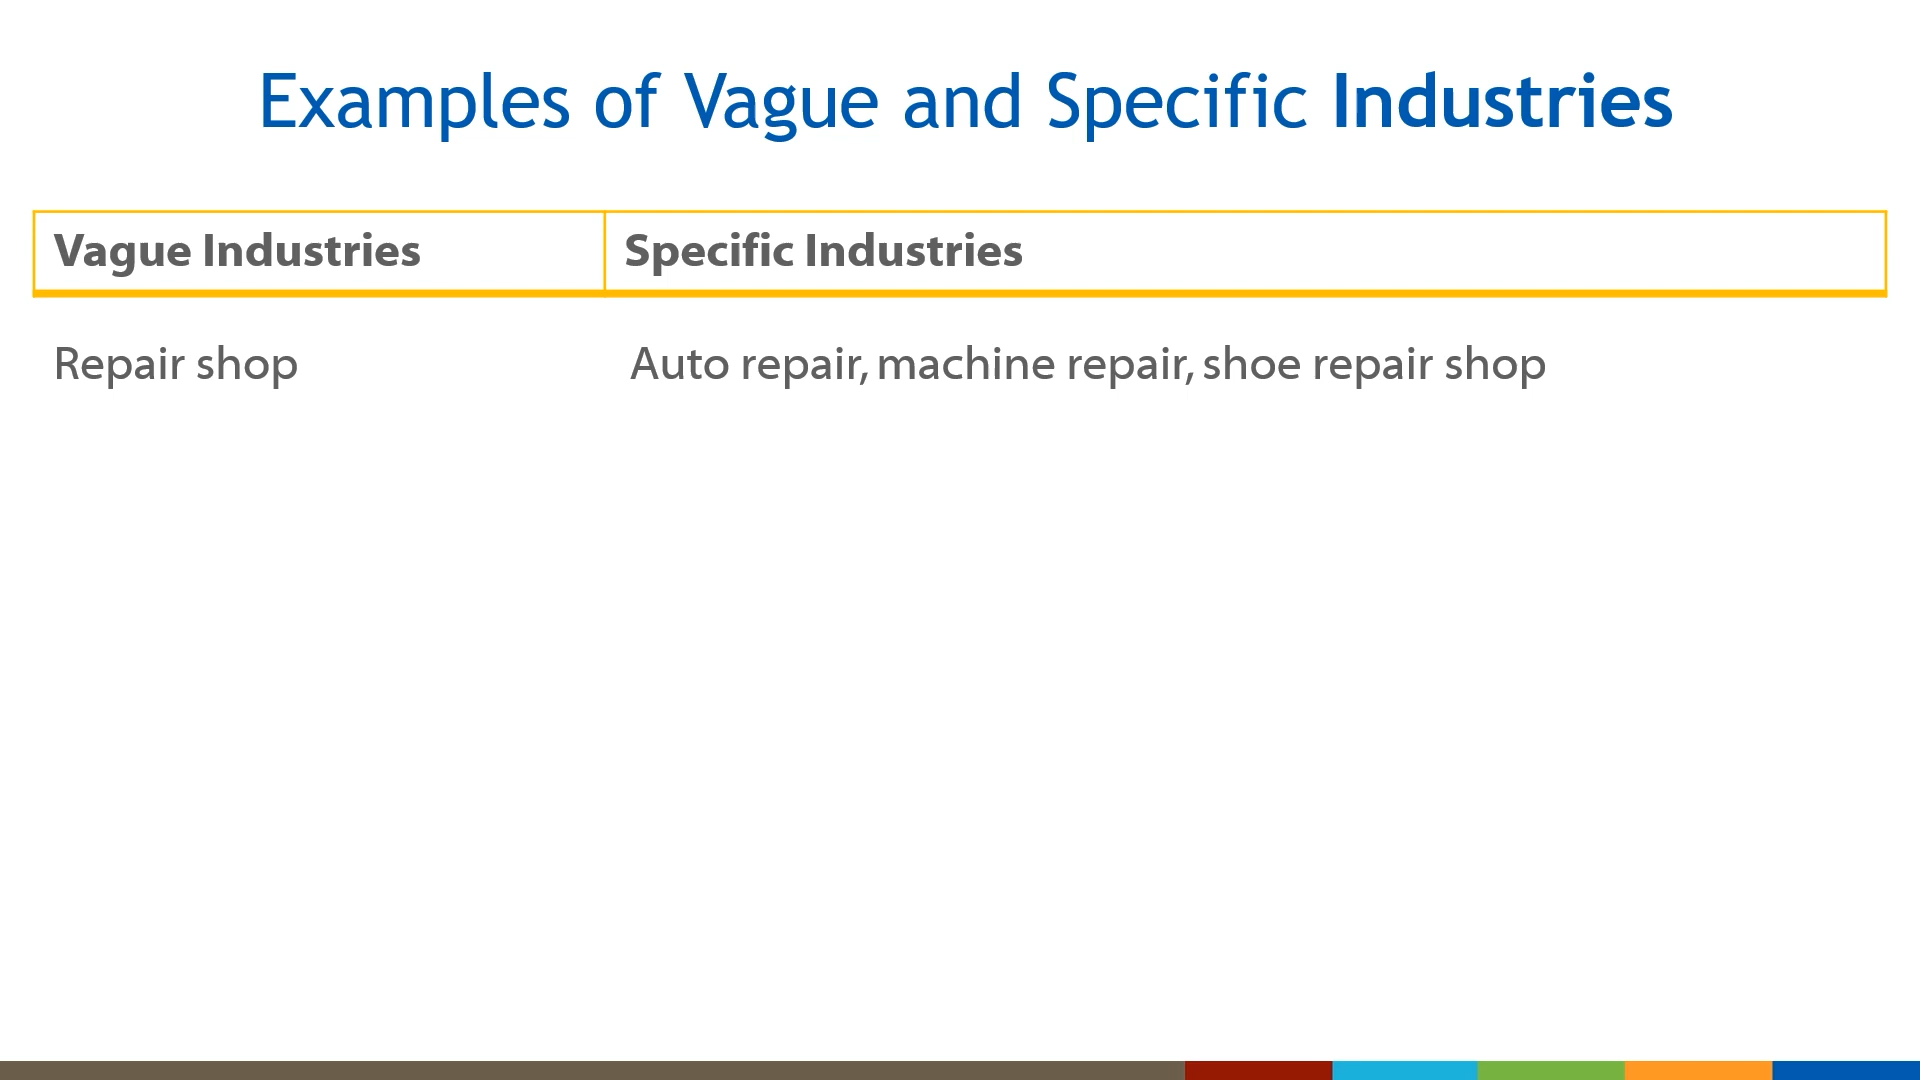 Examples of Vague and Specific Industries
Vague Industries
Specific Industries
Repair shop
Auto repair, machine repair, shoe repair shop